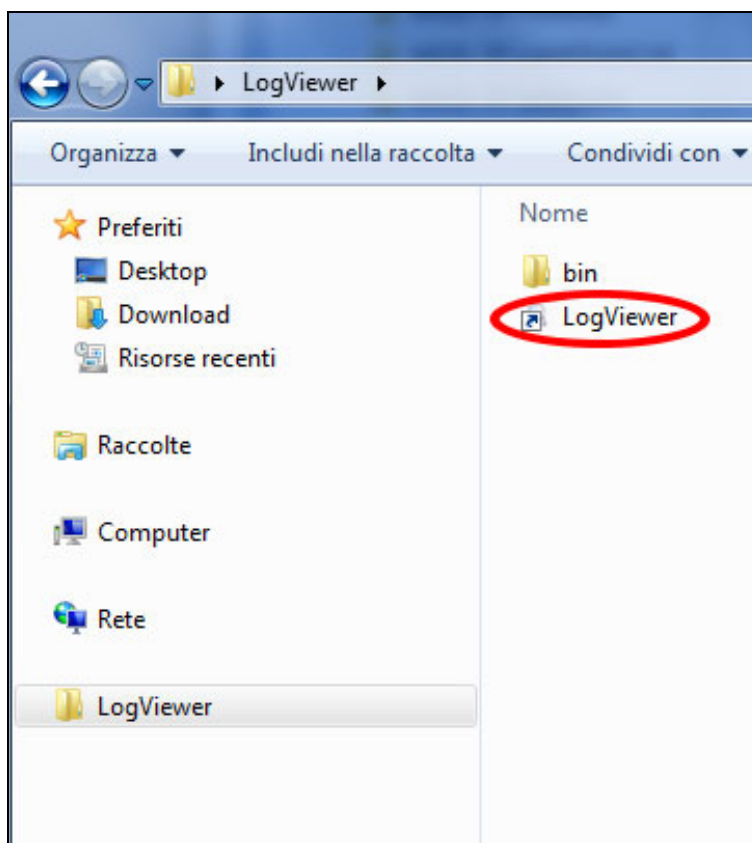 LogViewer
Organizza Includi nella raccolta Condividi con
Preferiti
Desktop
Download
Risorse recenti
Raccolte
Computer
Rete
LogViewer
Nome
bin
LogViewer